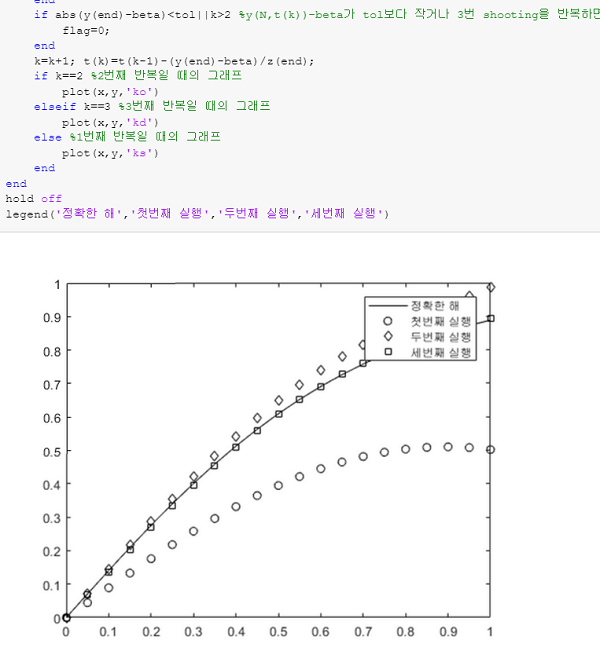 end
if abs(y(end)-beta)<tol||k>2 %y(N,t(k))-beta가 tol보다 작거나 3번 shooting을 반복하면
flag=0;
end
k=k+1; t(k)=t(k-1)-(y(end)-beta)/z(end);
if k==2 %2번째 반복일 때의 그래프
plot(x,y,'ko')
elseif k==3 %3번째 반복일 때의 그래프
plot(x,y,'kd')
else %1번째 반복일 때의 그래프
plot(x,y,'ks')
end
end
hold off
legend('정확한 해','첫번째 실행','두번째 실행','세번째 실행')
1
0.9
0.8
0.7
0.6
0.5
0.4
0.3
0.2
0.1
0
정확한 해
첫번째 실행
두번째 실행
세번째 실행
0 0.1 0.2 0.3 0.4 0.5 0.6 0.7 0.8 0.9 1